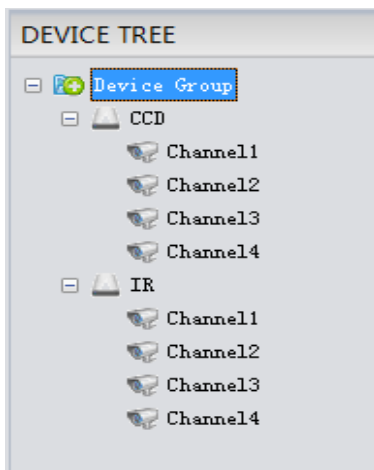 DEVICE TREE
Device Group
CCD
Channel1
Channel2
Channel3
Channel4
IR
Channel1
Channel2
Channel3
Channel4